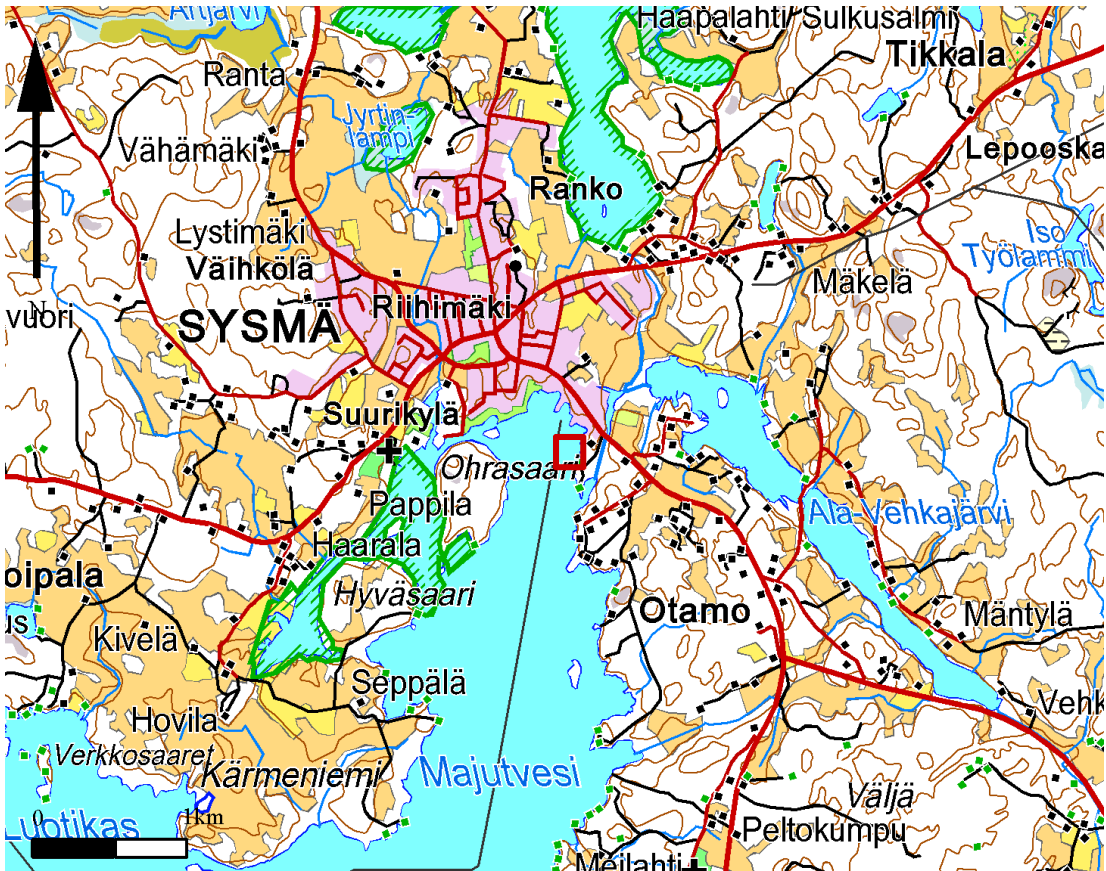 Artjärvi
Haapalahti/Sulkusalmi
Tikkala
Ranta
Jyrtin-
lampi
Vähämäki
Lepooska
Ranko
Lystimäki
Väihkölä
Iso
Työlammi
Mäkelä
N
vuori
SYSMÄ
Riihimäki
Suurikylä
Ohrasaari
Pappila
Ala-Vehkajärvi
Haarala
oipala
Hyväsaari
Otamo
Mäntylä
us
Kivelä
Seppälä
Vehk
Hovila
Verkkosaaret
Kärmeniemi
Majutvesi
Väljä
0
1km
Luotikas
Peltokumpu
Meilahti